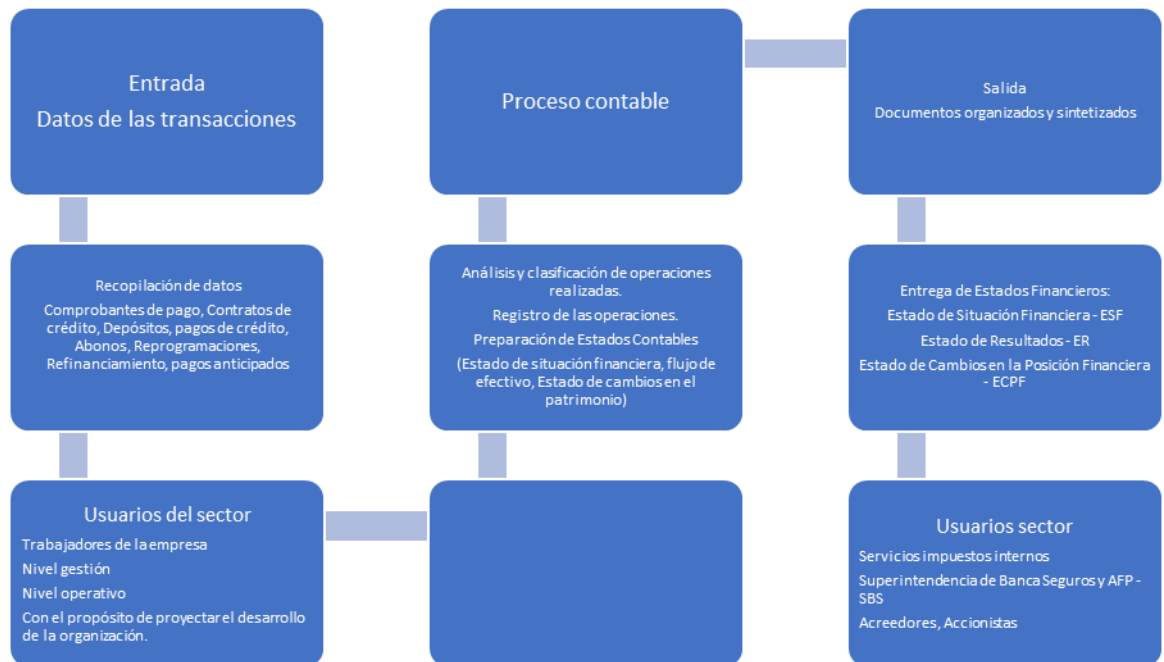 Entrada
Datos de las transacciones
Recopilación de datos
Comprobantes de pago, Contratos de
crédito, Depósitos, pagos de crédito,
Abonos, Reprogramaciones,
Refinanciamiento, pagos anticipados
Usuarios del sector
Trabajadores de la empresa
Nivel gestión
Nivel operativo
Con el propósito de proyectar el desarrollo
de la organización.
Proceso contable
Análisis y clasificación de operaciones
realizadas.
Registro de las operaciones.
Preparación de Estados Contables
(Estado de situación financiera, flujo de
efectivo, Estado de cambios en el
patrimonio)
Salida
Documentos organizados y sintetizados
Entrega de Estados Financieros:
Estado de Situación Financiera - ESF
Estado de Resultados - ER
Estado de Cambios en la Posición Financiera
- ECPF
Usuarios sector
Servicios impuestos internos
Superintendencia de Banca Seguros y AFP -
SBS
Acreedores, Accionistas